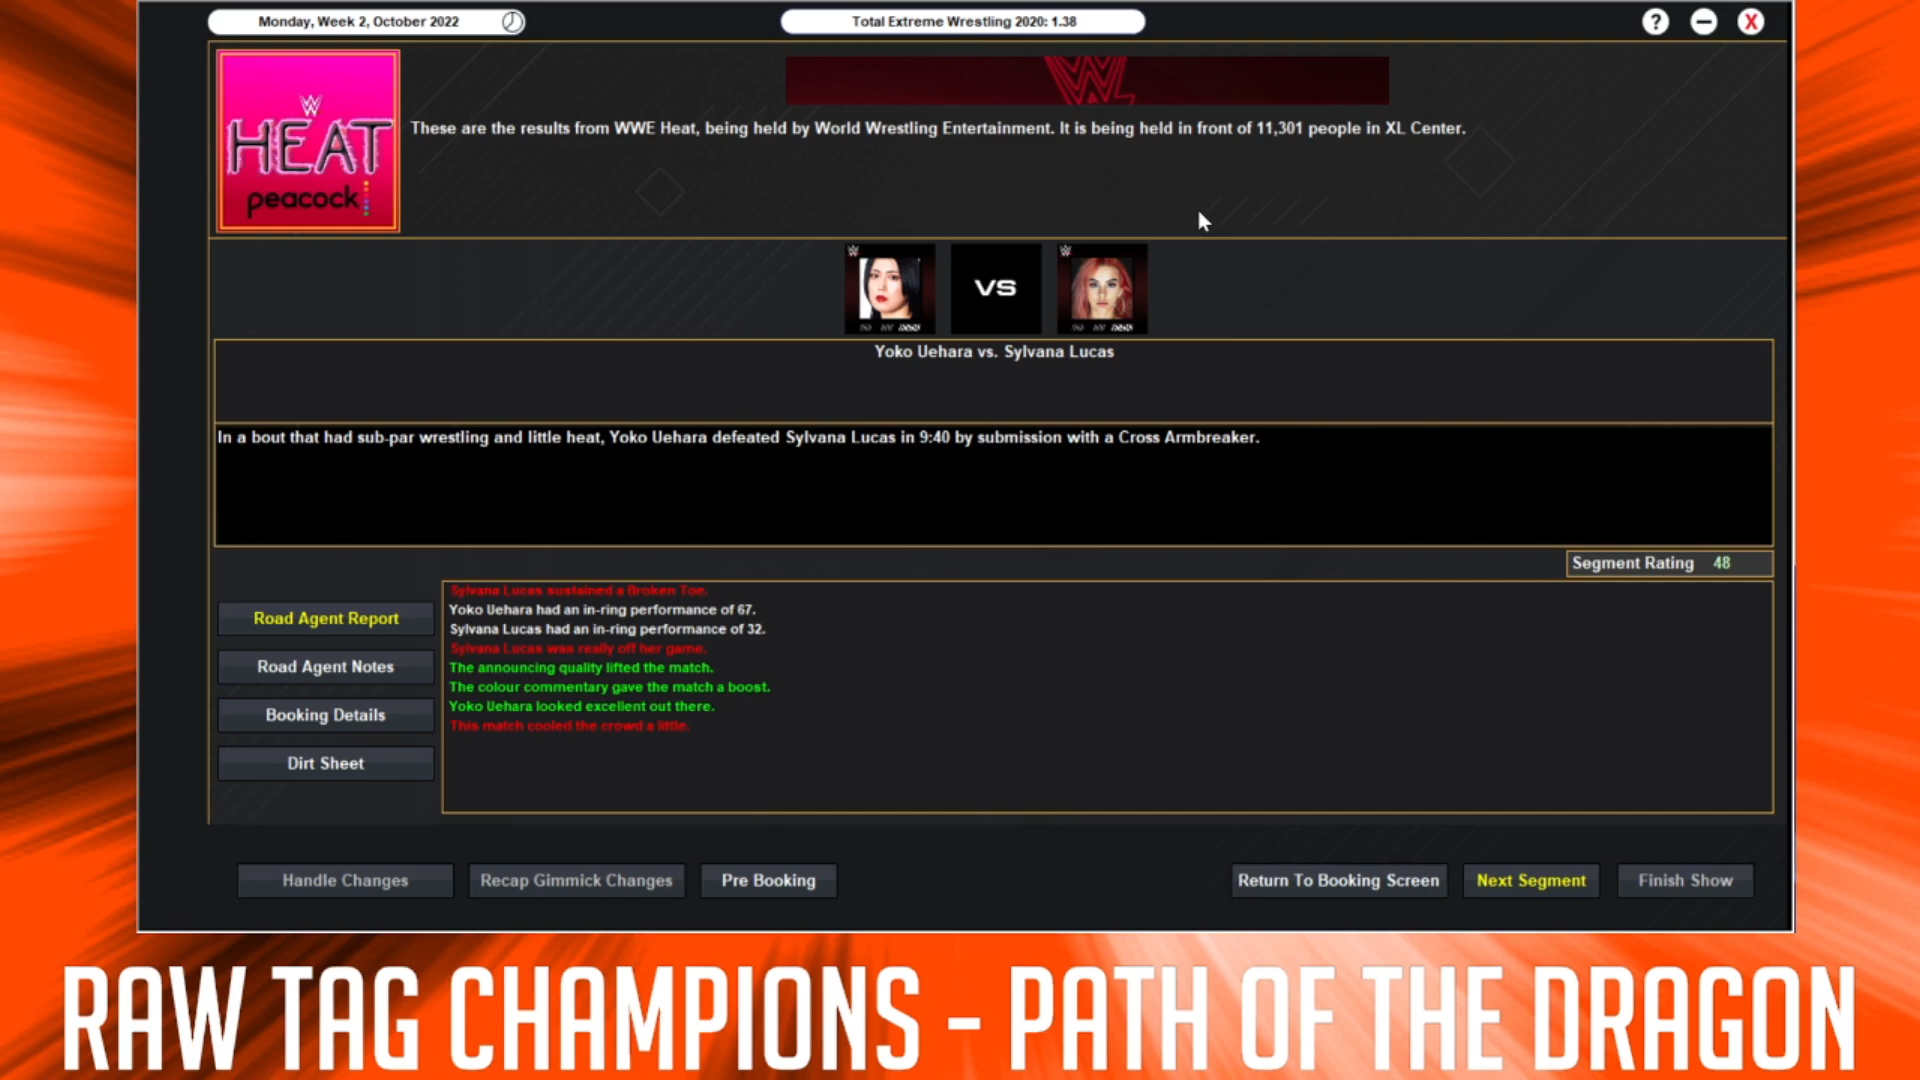 Monday, Week 2, October 2022
Total Extreme Wrestling 2020: 1.38
?
X
W
HEAT
peacock
These are the results from WWE Heat, being held by World Wrestling Entertainment. It is being held in front of 11,301 people in XL Center.
VS
Yoko Uehara vs. Sylvana Lucas
In a bout that had sub-par wrestling and little heat, Yoko Uehara defeated Sylvana Lucas in 9:40 by submission with a Cross Armbreaker.
Segment Rating 48
Road Agent Report
Road Agent Notes
Booking Details
Dirt Sheet
Sylvana Lucas sustained a Broken Toe.
Yoko Uehara had an in-ring performance of 67.
Sylvana Lucas had an in-ring performance of 32.
Sylvana Lucas was really off her game.
The announcing quality lifted the match.
The colour commentary gave the match a boost.
Yoko Uehara looked excellent out there.
This match cooled the crowd a little.
Handle Changes
Recap Gimmick Changes
Pre Booking
Return To Booking Screen
Next Segment
Finish Show
RAW TAG CHAMPIONS - PATH OF THE DRAGON